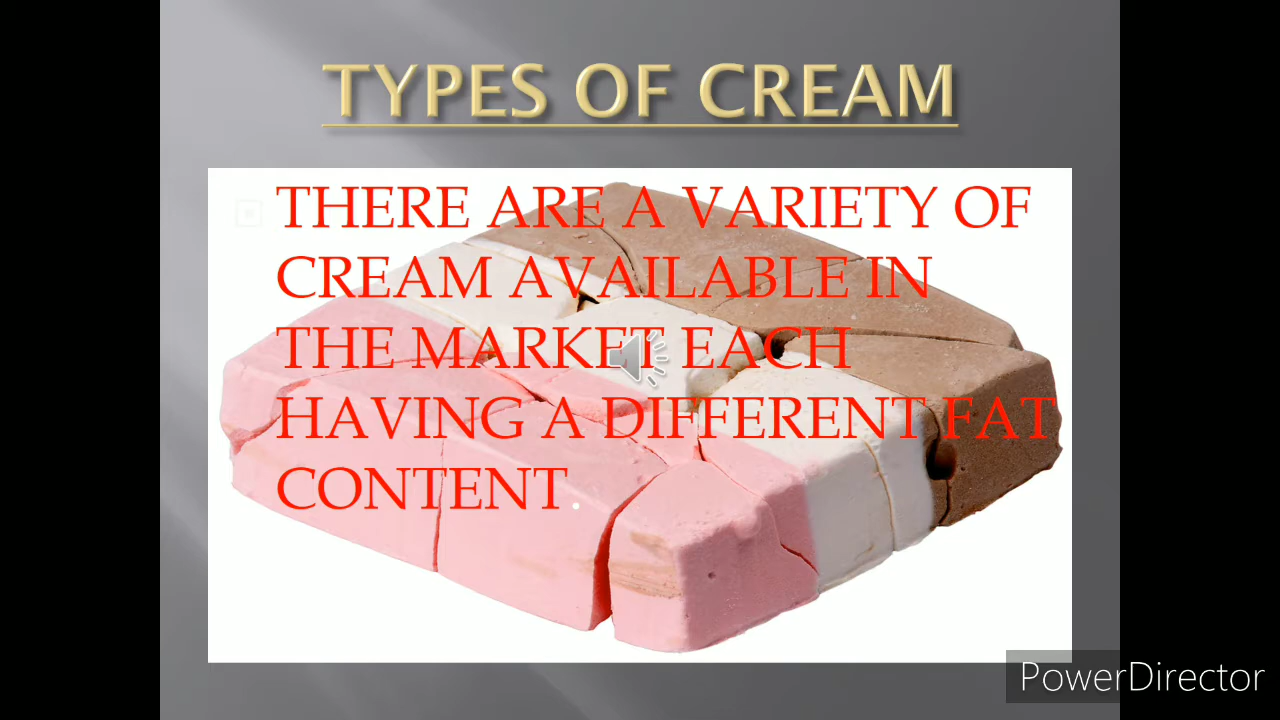 TYPES OF CREAM
THERE ARE A VARIETY OF
CREAM AVAILABLE IN
THE MARKET EACH
HAVING A DIFFERENT FAT
CONTENT.
PowerDirector